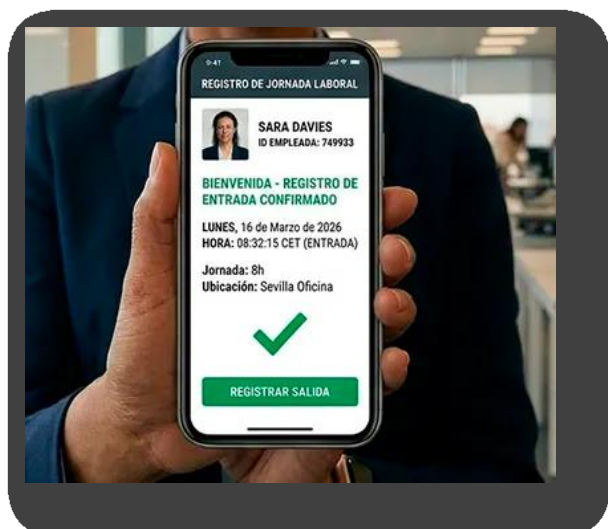 9:41
REGISTRO DE JORNADA LABORAL
SARA DAVIES
ID EMPLEADA: 749933
BIENVENIDA - REGISTRO DE
ENTRADA CONFIRMADO
LUNES, 16 de Marzo de 2026
HORA: 08:32:15 CET (ENTRADA)
Jornada: 8h
Ubicación: Sevilla Oficina
REGISTRAR SALIDA